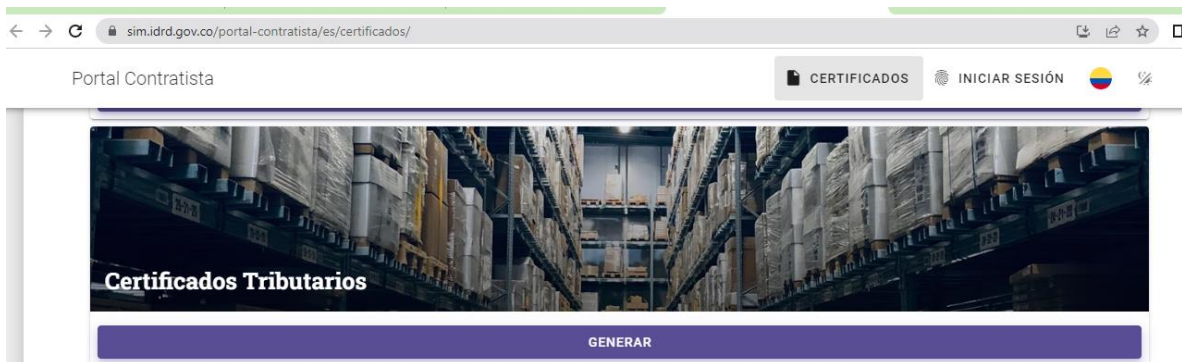 sim.idrd.gov.co/portal-contratista/es/certificados/
Portal Contratista
CERTIFICADOS
INICIAR SESIÓN
Certificados Tributarios
GENERAR